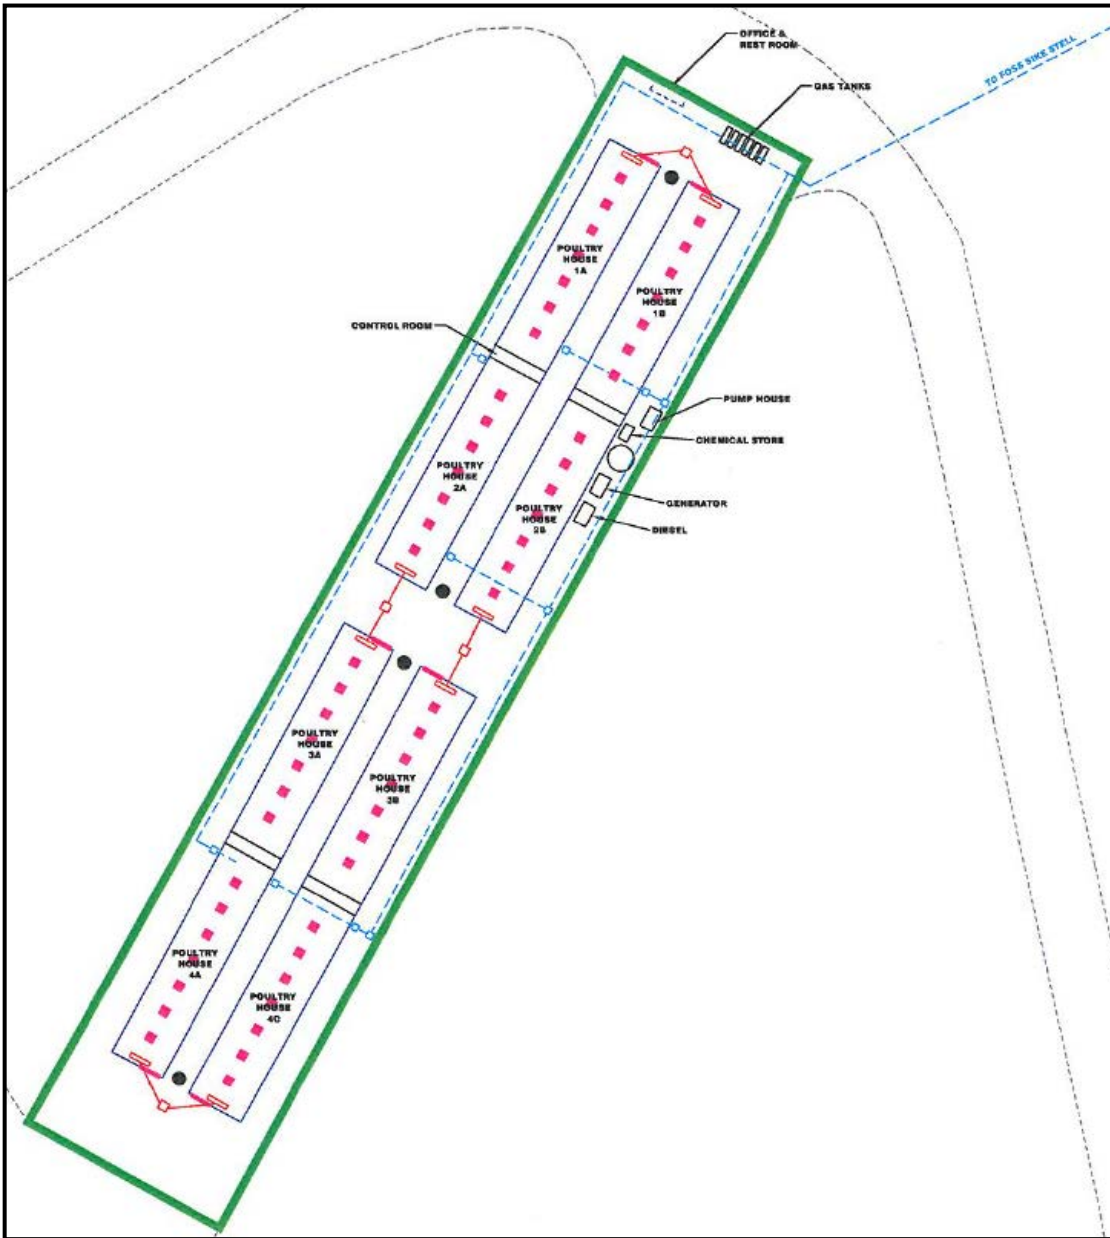 OFFICE &
REST ROOM
TO FOSS SIKE STELL
GAS TANKS
POULTRY
HOUSE
1A
POULTRY
HOUSE
1B
CONTROL ROOM
PUMP HOUSE
CHEMICAL STORE
POULTRY
HOUSE
2A
GENERATOR
POULTRY
HOUSE
2B
DIESEL
POULTRY
HOUSE
3A
POULTRY
HOUSE
3B
POULTRY
HOUSE
4A
POULTRY
HOUSE
4C